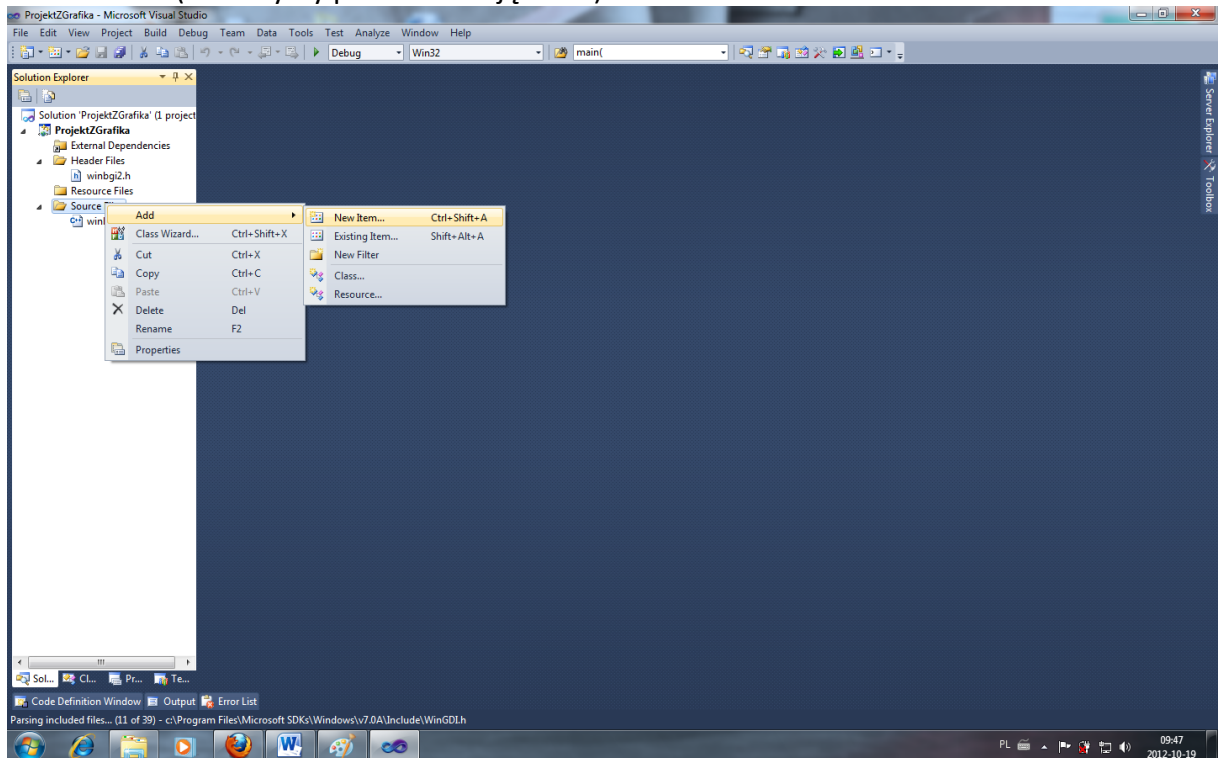 ProjektZGrafika - Microsoft Visual Studio
File Edit View Project Build Debug Team Data Tools Test Analyze Window Help
Debug Win32 main(
Solution Explorer
Solution 'ProjektZGrafika' (1 project
ProjektZGrafika
External Dependencies
Header Files
winbgi2.h
Resource Files
Source
Add
Class Wizard... Ctrl+Shift+X
Cut Ctrl+X
Copy Ctrl+C
Paste Ctrl+V
Delete Del
Rename F2
Properties
New Item... Ctrl+Shift+A
Existing Item... Shift+Alt+A
New Filter
Class...
Resource...
Server Explorer
Toolbox
Sol... Cl... Pr... Te...
Code Definition Window Output Error List
Parsing included files... (11 of 39) - c:\Program Files\Microsoft SDKs\Windows\v7.0A\Include\WinGDI.h
PL 09:47
2012-10-19